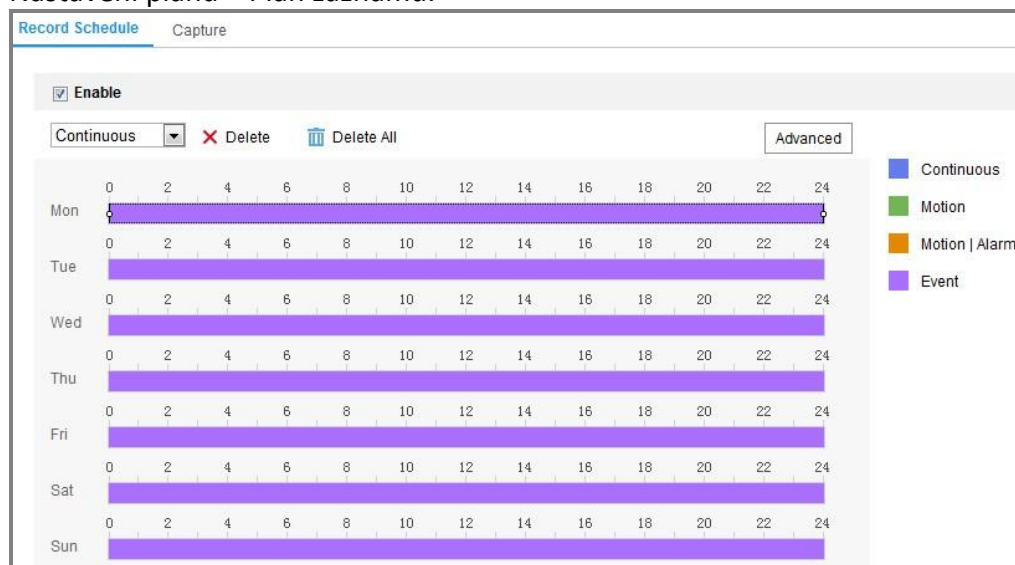 Record Schedule Capture
Enable
Continuous Delete Delete All Advanced
Continuous
Motion
Motion | Alarm
Event
0 2 4 6 8 10 12 14 16 18 20 22 24
Mon
0 2 4 6 8 10 12 14 16 18 20 22 24
Tue
0 2 4 6 8 10 12 14 16 18 20 22 24
Wed
0 2 4 6 8 10 12 14 16 18 20 22 24
Thu
0 2 4 6 8 10 12 14 16 18 20 22 24
Fri
0 2 4 6 8 10 12 14 16 18 20 22 24
Sat
0 2 4 6 8 10 12 14 16 18 20 22 24
Sun